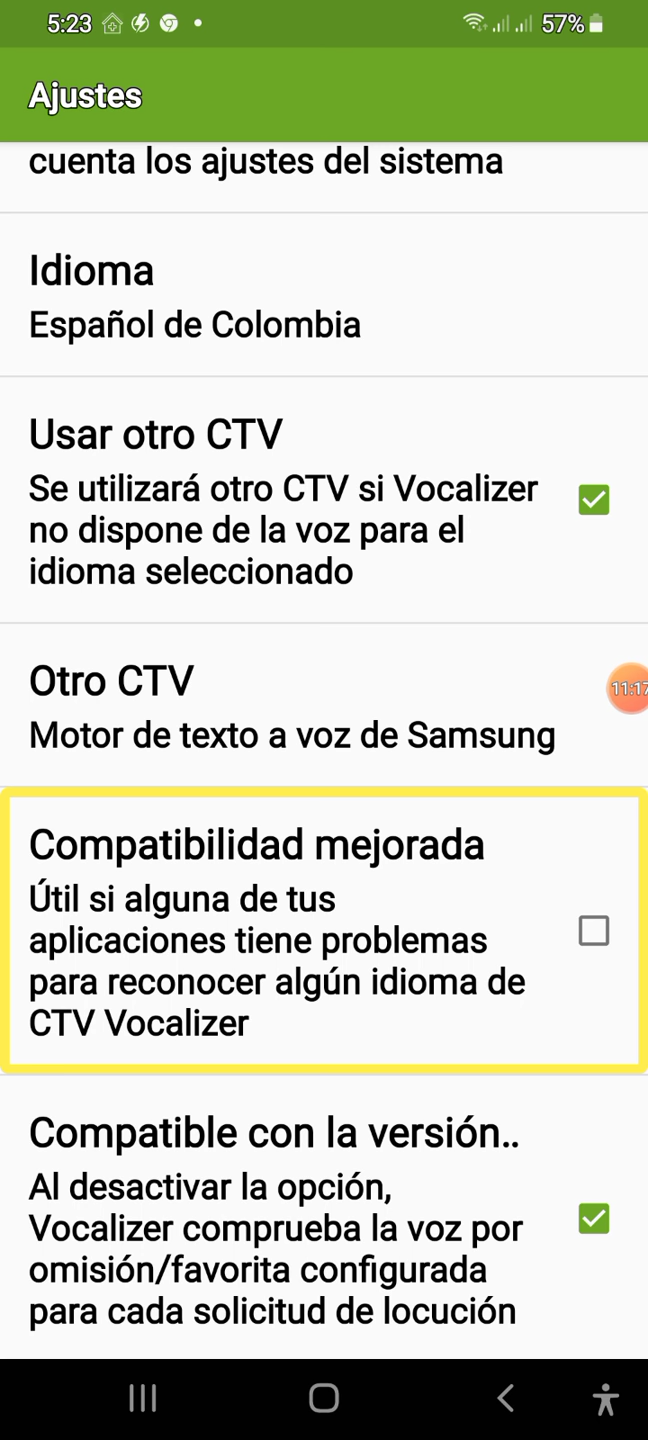 5:23
57%
Ajustes
cuenta los ajustes del sistema
Idioma
Español de Colombia
Usar otro CTV
Se utilizará otro CTV si Vocalizer
no dispone de la voz para el
idioma seleccionado
Otro CTV
11:17
Motor de texto a voz de Samsung
Compatibilidad mejorada
Útil si alguna de tus
aplicaciones tiene problemas
para reconocer algún idioma de
CTV Vocalizer
Compatible con la versión..
Al desactivar la opción,
Vocalizer comprueba la voz por
omisión/favorita configurada
para cada solicitud de locución